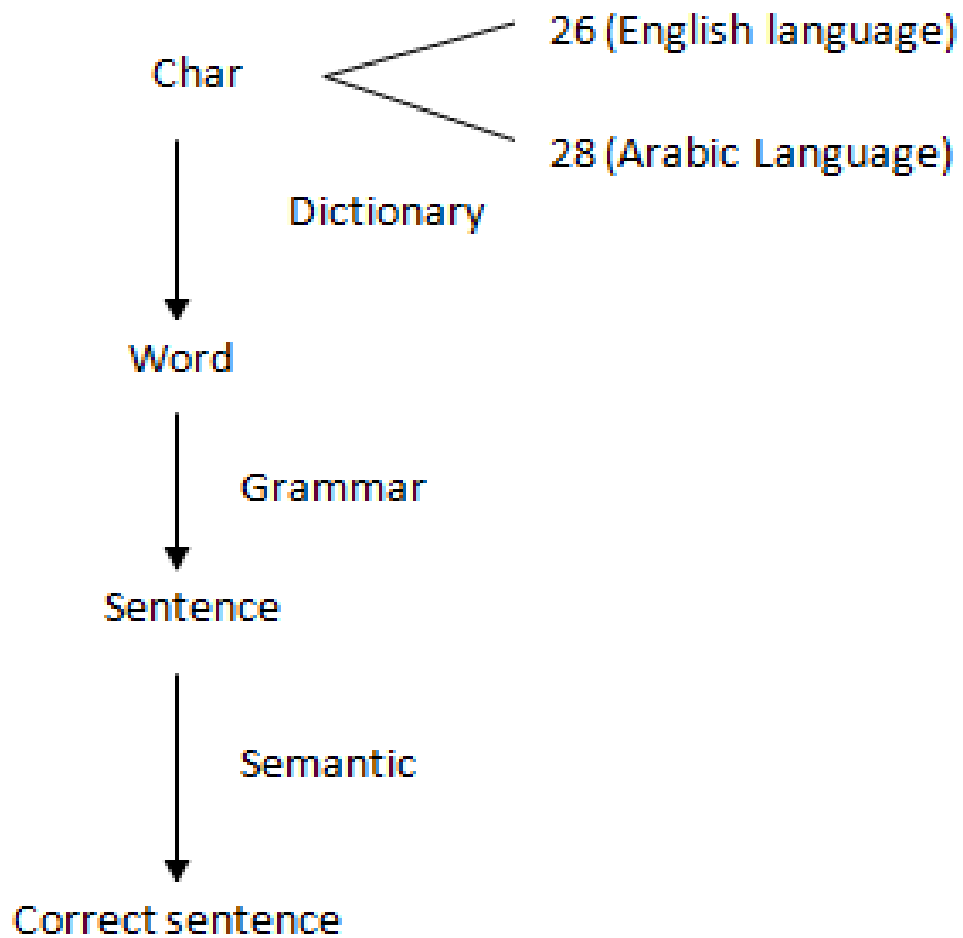 26 (English language)
Char
28 (Arabic Language)
Dictionary
Word
Grammar
Sentence
Semantic
Correct sentence